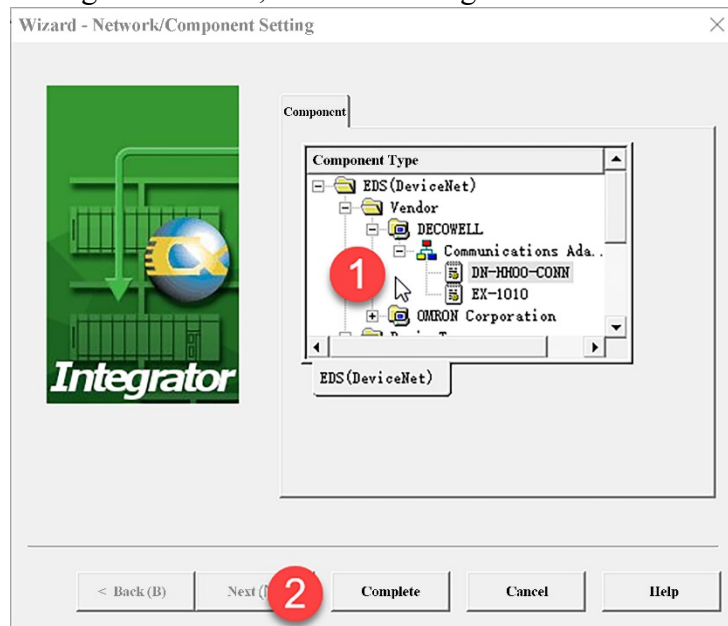 Wizard - Network/Component Setting
Component
Component Type
EDS(DeviceNet)
Vendor
DECOWELL
Communications Ada..
1
DN-HH00-CONN
EX-1010
OMRON Corporation
Integrator
EDS(DeviceNet)
< Back (B)
Next (
2
Complete
Cancel
Help